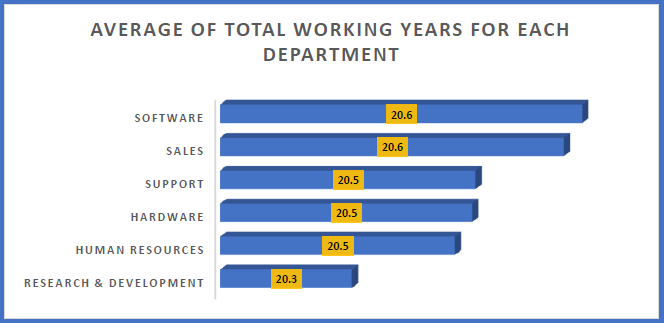 AVERAGE OF TOTAL WORKING YEARS FOR EACH
DEPARTMENT
SOFTWARE 20.6
SALES 20.6
SUPPORT 20.5
HARDWARE 20.5
HUMAN RESOURCES 20.5
RESEARCH & DEVELOPMENT 20.3